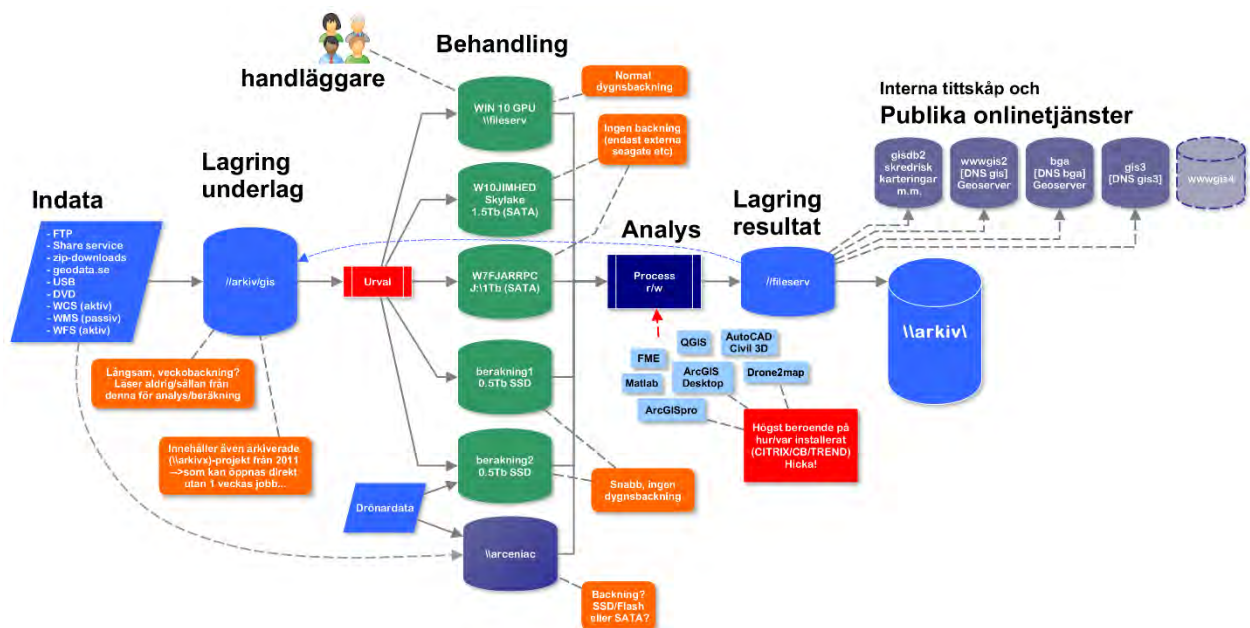 handläggare
Behandling
WIN 10 GPU
\\fileserv
Normal
dygnsbackning
Ingen backning
(endast externa
seagate etc)
W10JIMHED
Skylake
1.5Tb (SATA)
W7FJARRPC
J:\1Tb (SATA)
berakning1
0.5Tb SSD
berakning2
0.5Tb SSD
Snabb, ingen
dygnsbackning
Drönardata
\\arceniac
Backning?
SSD/Flash
eller SATA?
Indata
- FTP
- Share service
- zip-downloads
- geodata.se
- USB
- DVD
- WCS (aktiv)
- WMS (passiv)
- WFS (aktiv)
Lagring
underlag
//arkiv/gis
Urval
Långsam, veckobackning?
Läser aldrig/sällan från
denna för analys/beräkning
Innehåller även arkiverade
(\\arkivx)-projekt från 2011
-->som kan öppnas direkt
utan 1 veckas jobb...
Analys
Process
r/w
FME
QGIS
AutoCAD
Civil 3D
Matlab
ArcGIS
Desktop
Drone2map
ArcGISpro
Högst beroende på
hur/var installerat
(CITRIX/CB/TREND)
Hicka!
Lagring
resultat
//fileserv
\\arkiv\
Interna tittskåp och
Publika onlinetjänster
gisdb2
skredrisk
karteringar
m.m.
wwwgis2
[DNS gis]
Geoserver
bga
[DNS bga]
Geoserver
gis3
[DNS gis3]
wwwgis4